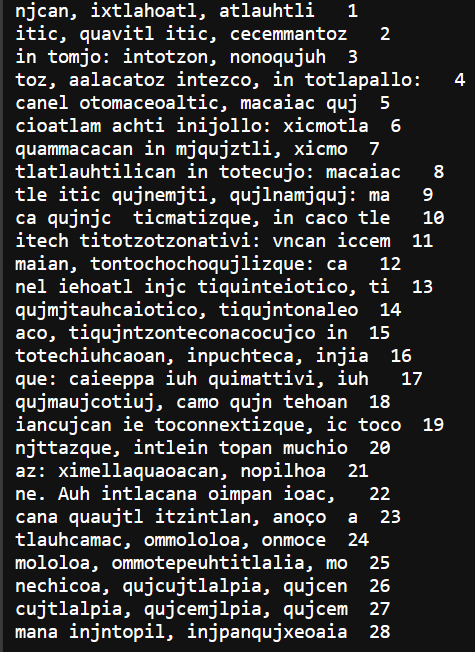 njcan, ixtlahoatl, atlauhtli   1
itic, quavitl itic, cecemmantoz   2
in tomjo: intotzon, nonoqujuh  3
toz, aalacatoz intezco, in totlapallo:   4
canel otomaceoaltic, macaiac quj  5
cioatlam achti inijollo: xicmotla  6
quammacacan in mjqujztli, xicmo  7
tlatlauhtilican in totecujo: macaiac   8
tle itic qujnemjti, qujlnamjquj: ma   9
ca qujnjc  ticmatizque, in caco tle   10
itech titotzotzonativi: vncan iccem  11
maian, tontochochoqujlizque: ca   12
nel iehoatl injc tiquinteiotico, ti  13
qujmjtauhcaiotico, tiqujntonaleo  14
aco, tiqujntzonteconacocujco in  15
totechiuhcaoan, inpuchteca, injia  16
que: caieeppa iuh quimattivi, iuh   17
qujmaujcotiuj, camo qujn tehoan  18
iancujcan ie toconnextizque, ic toco  19
njttazque, intlein topan muchio  20
az: ximellaquaoacan, nopilhoa  21
ne. Auh intlacana oimpan ioac,   22
cana quaujtl itzintlan, anoço  a  23
tlauhcamac, ommololoa, onmoce  24
mololoa, ommotepeuhtitlalia, mo  25
nechicoa, qujcujtlalpia, qujcen  26
cujtlalpia, qujcemjlpia, qujcem  27
mana injntopil, injpanqujxeoaia  28